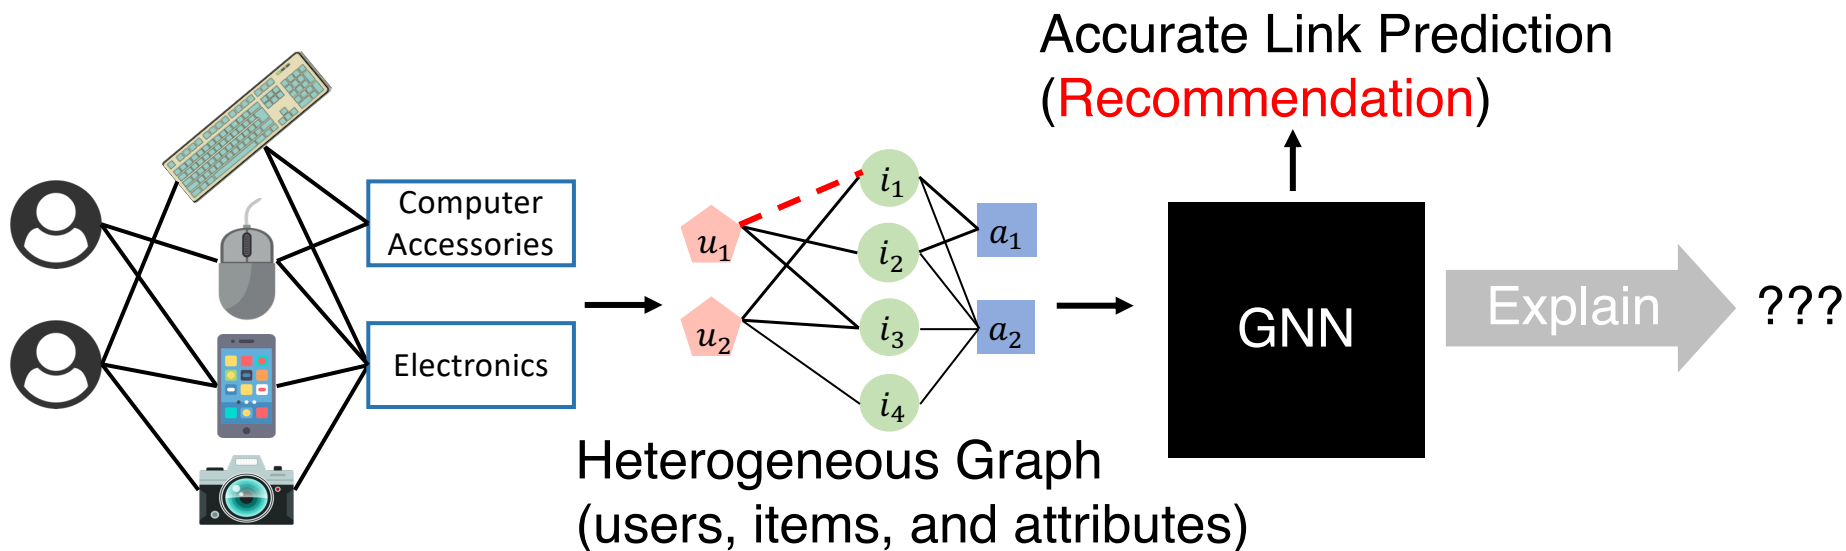 Accurate Link Prediction
(Recommendation)
Computer
Accessories
Electronics
u₁
u₂
i₁
i₂
i₃
i₄
a₁
a₂
Heterogeneous Graph
(users, items, and attributes)
GNN
Explain
???